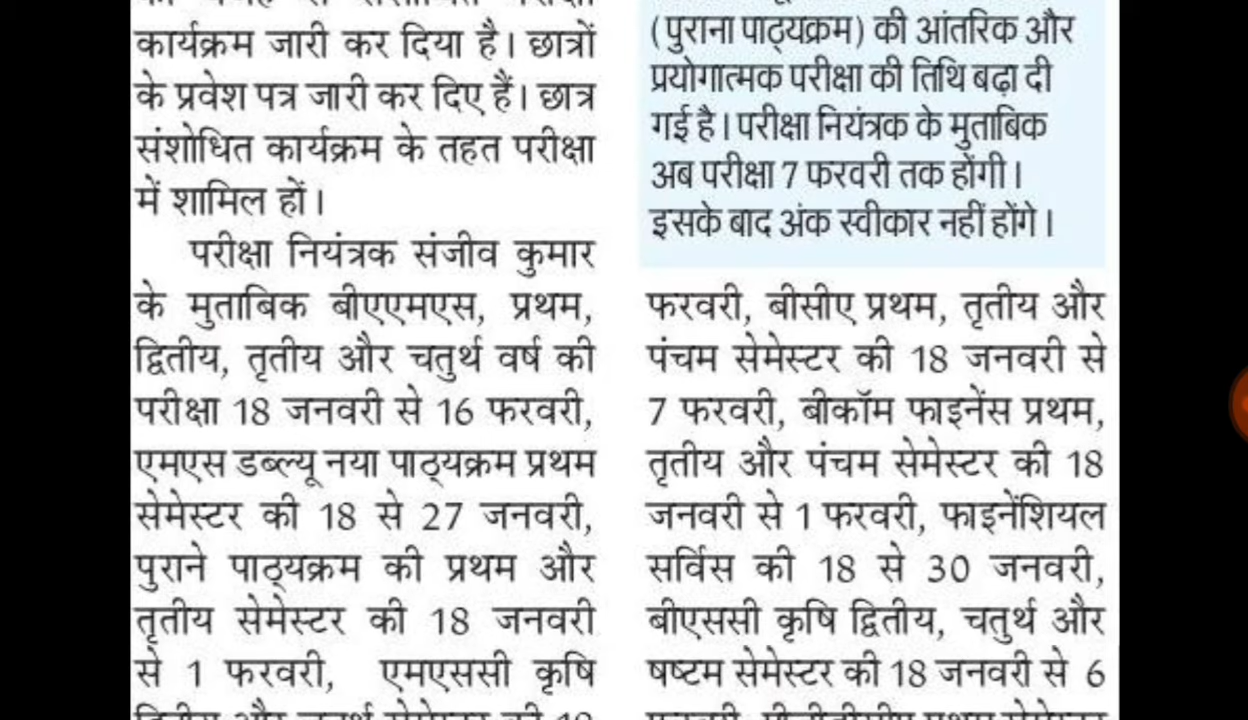 कार्यक्रम जारी कर दिया है। छात्रों
के प्रवेश पत्र जारी कर दिए हैं। छात्र
संशोधित कार्यक्रम के तहत परीक्षा
में शामिल हों।
परीक्षा नियंत्रक संजीव कुमार
के मुताबिक बीएएमएस, प्रथम,
द्वितीय, तृतीय और चतुर्थ वर्ष की
परीक्षा 18 जनवरी से 16 फरवरी,
एमएस डब्ल्यू नया पाठ्यक्रम प्रथम
सेमेस्टर की 18 से 27 जनवरी,
पुराने पाठ्यक्रम की प्रथम और
तृतीय सेमेस्टर की 18 जनवरी
से 1 फरवरी, एमएससी कृषि
(पुराना पाठ्यक्रम) की आंतरिक और
प्रयोगात्मक परीक्षा की तिथि बढ़ा दी
गई है। परीक्षा नियंत्रक के मुताबिक
अब परीक्षा 7 फरवरी तक होंगी।
इसके बाद अंक स्वीकार नहीं होंगे।
फरवरी, बीसीए प्रथम, तृतीय और
पंचम सेमेस्टर की 18 जनवरी से
7 फरवरी, बीकॉम फाइनेंस प्रथम,
तृतीय और पंचम सेमेस्टर की 18
जनवरी से 1 फरवरी, फाइनेंशियल
सर्विस की 18 से 30 जनवरी,
बीएससी कृषि द्वितीय, चतुर्थ और
षष्टम सेमेस्टर की 18 जनवरी से 6